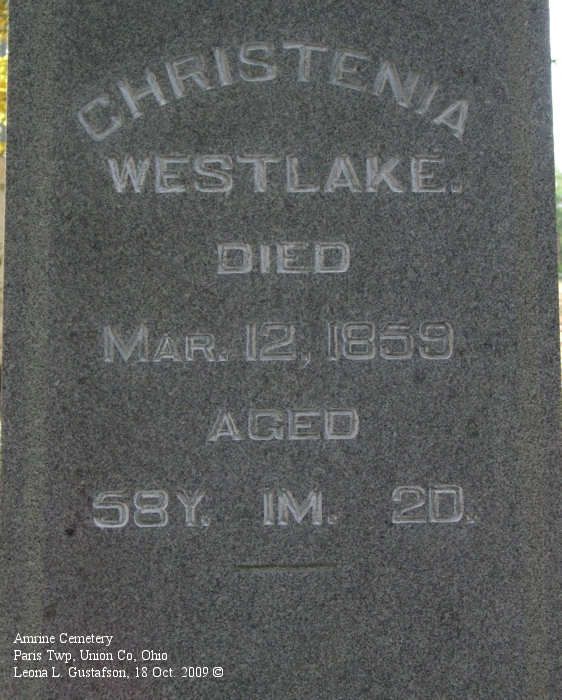 CHRISTENIA
WESTLAKE.
DIED
MAR. 12, 1859
AGED
58Y. 1M. 2D.
Amrine Cemetery
Paris Twp, Union Co, Ohio
Leona L. Gustafson, 18 Oct. 2009 ©